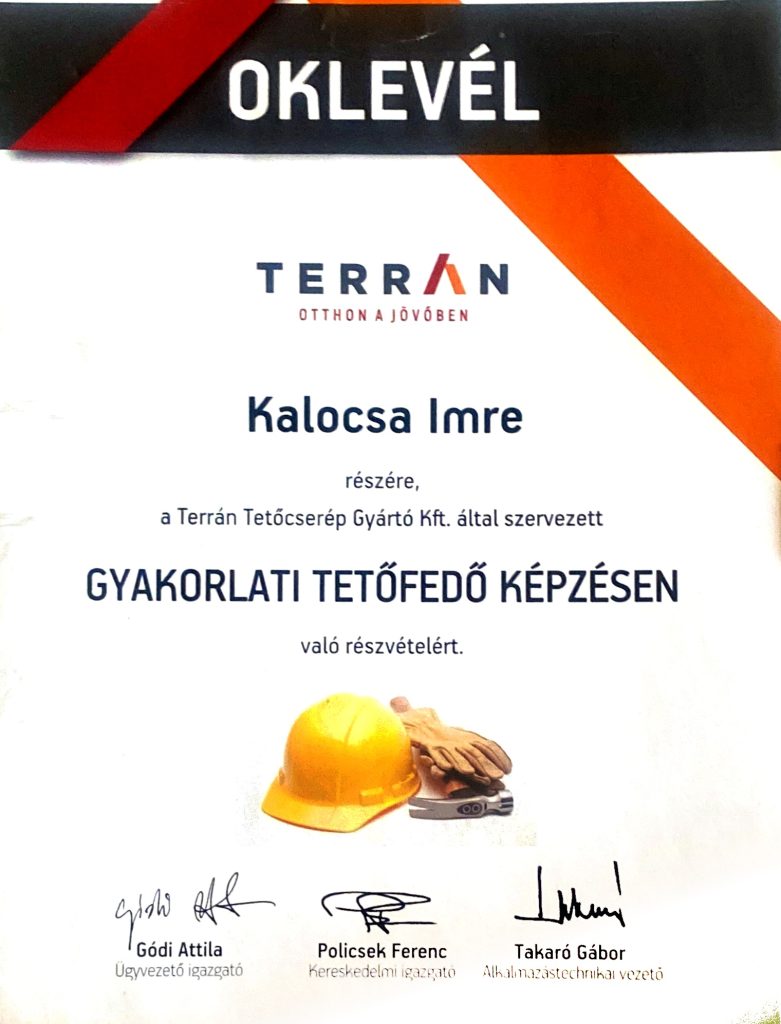 OKLEVÉL
TERRÁN
OTTHON A JÖVŐBEN
Kalocsa Imre
részére,
a Terrán Tetőcserép Gyártó Kft. által szervezett
GYAKORLATI TETŐFEDŐ KÉPZÉSEN
való részvételért.
Gódi Attila
Ügyvezető igazgató
Policsek Ferenc
Kereskedelmi igazgató
Takaró Gábor
Alkalmazástechnikai vezető